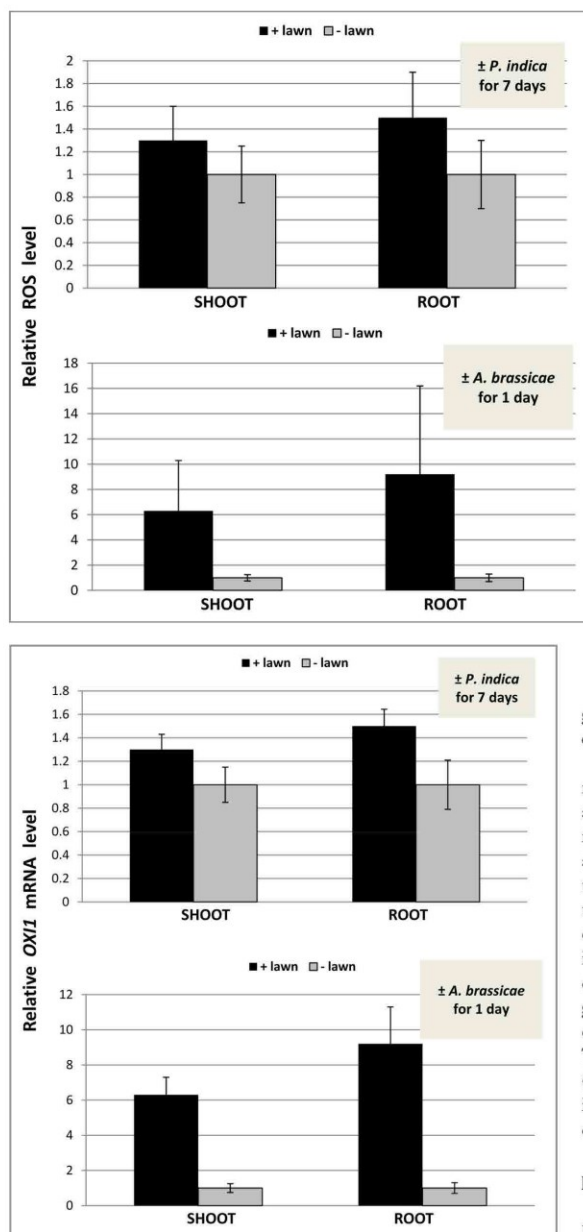 ■ + lawn ■ - lawn
± P. indica
for 7 days
2
1.8
1.6
1.4
1.2
1
0.8
0.6
0.4
0.2
0
SHOOT ROOT
Relative ROS level
■ + lawn ■ - lawn
± A. brassicae
for 1 day
18
16
14
12
10
8
6
4
2
0
SHOOT ROOT
■ + lawn ■ - lawn
± P. indica
for 7 days
1.8
1.6
1.4
1.2
1
0.8
0.6
0.4
0.2
0
SHOOT ROOT
Relative OXI1 mRNA level
■ + lawn ■ - lawn
± A. brassicae
for 1 day
12
10
8
6
4
2
0
SHOOT ROOT